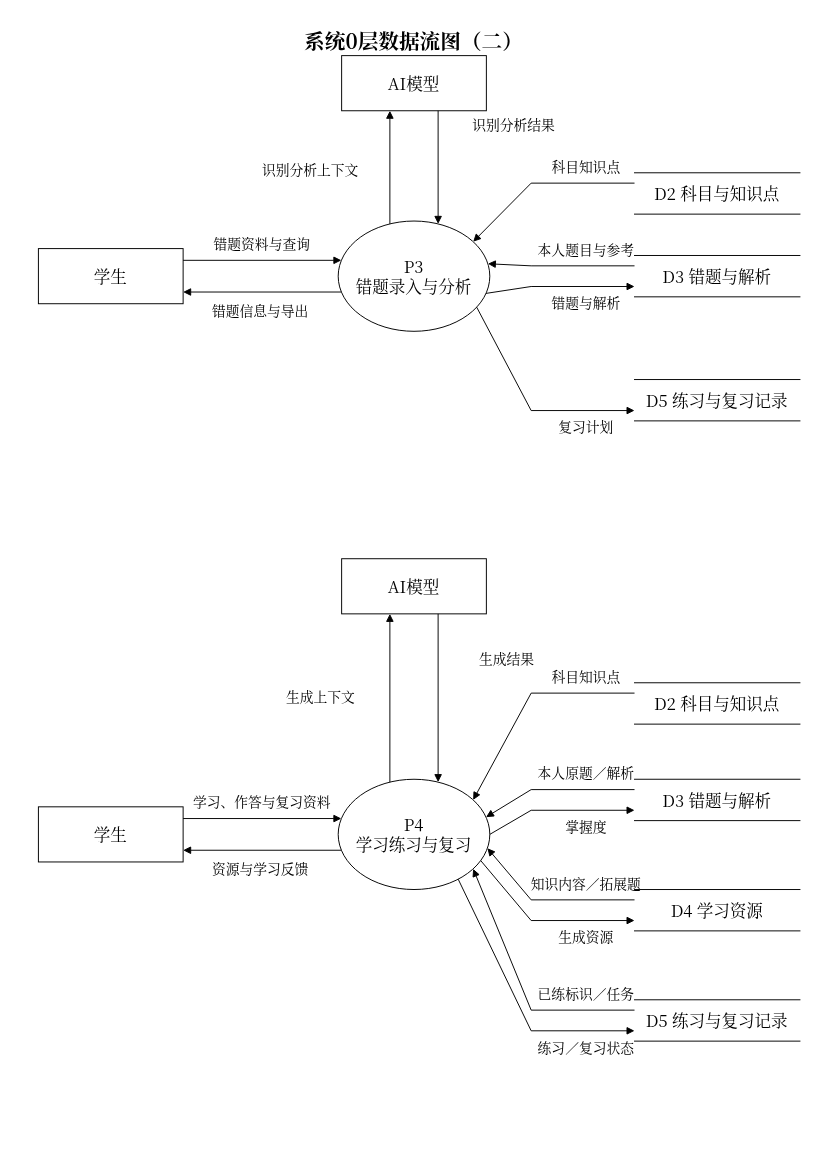 系统0层数据流图（二）
AI模型
识别分析结果
识别分析上下文
科目知识点
D2 科目与知识点
错题资料与查询
本人题目与参考
学生
P3
错题录入与分析
D3 错题与解析
错题信息与导出
错题与解析
D5 练习与复习记录
复习计划
AI模型
生成结果
科目知识点
生成上下文
D2 科目与知识点
本人原题／解析
学习、作答与复习资料
D3 错题与解析
学生
P4
学习练习与复习
掌握度
资源与学习反馈
知识内容／拓展题
D4 学习资源
生成资源
已练标识／任务
D5 练习与复习记录
练习／复习状态